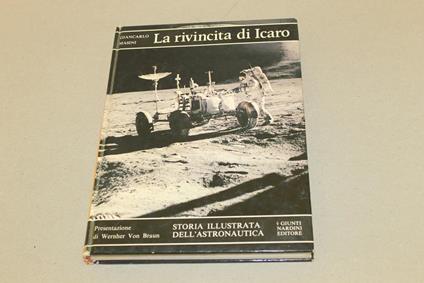 GIANCARLO
MASINI
La rivincita di Icaro
Presentazione
di Wernher Von Braun
STORIA ILLUSTRATA
DELL'ASTRONAUTICA
I GIUNTI
NARDINI
EDITORE